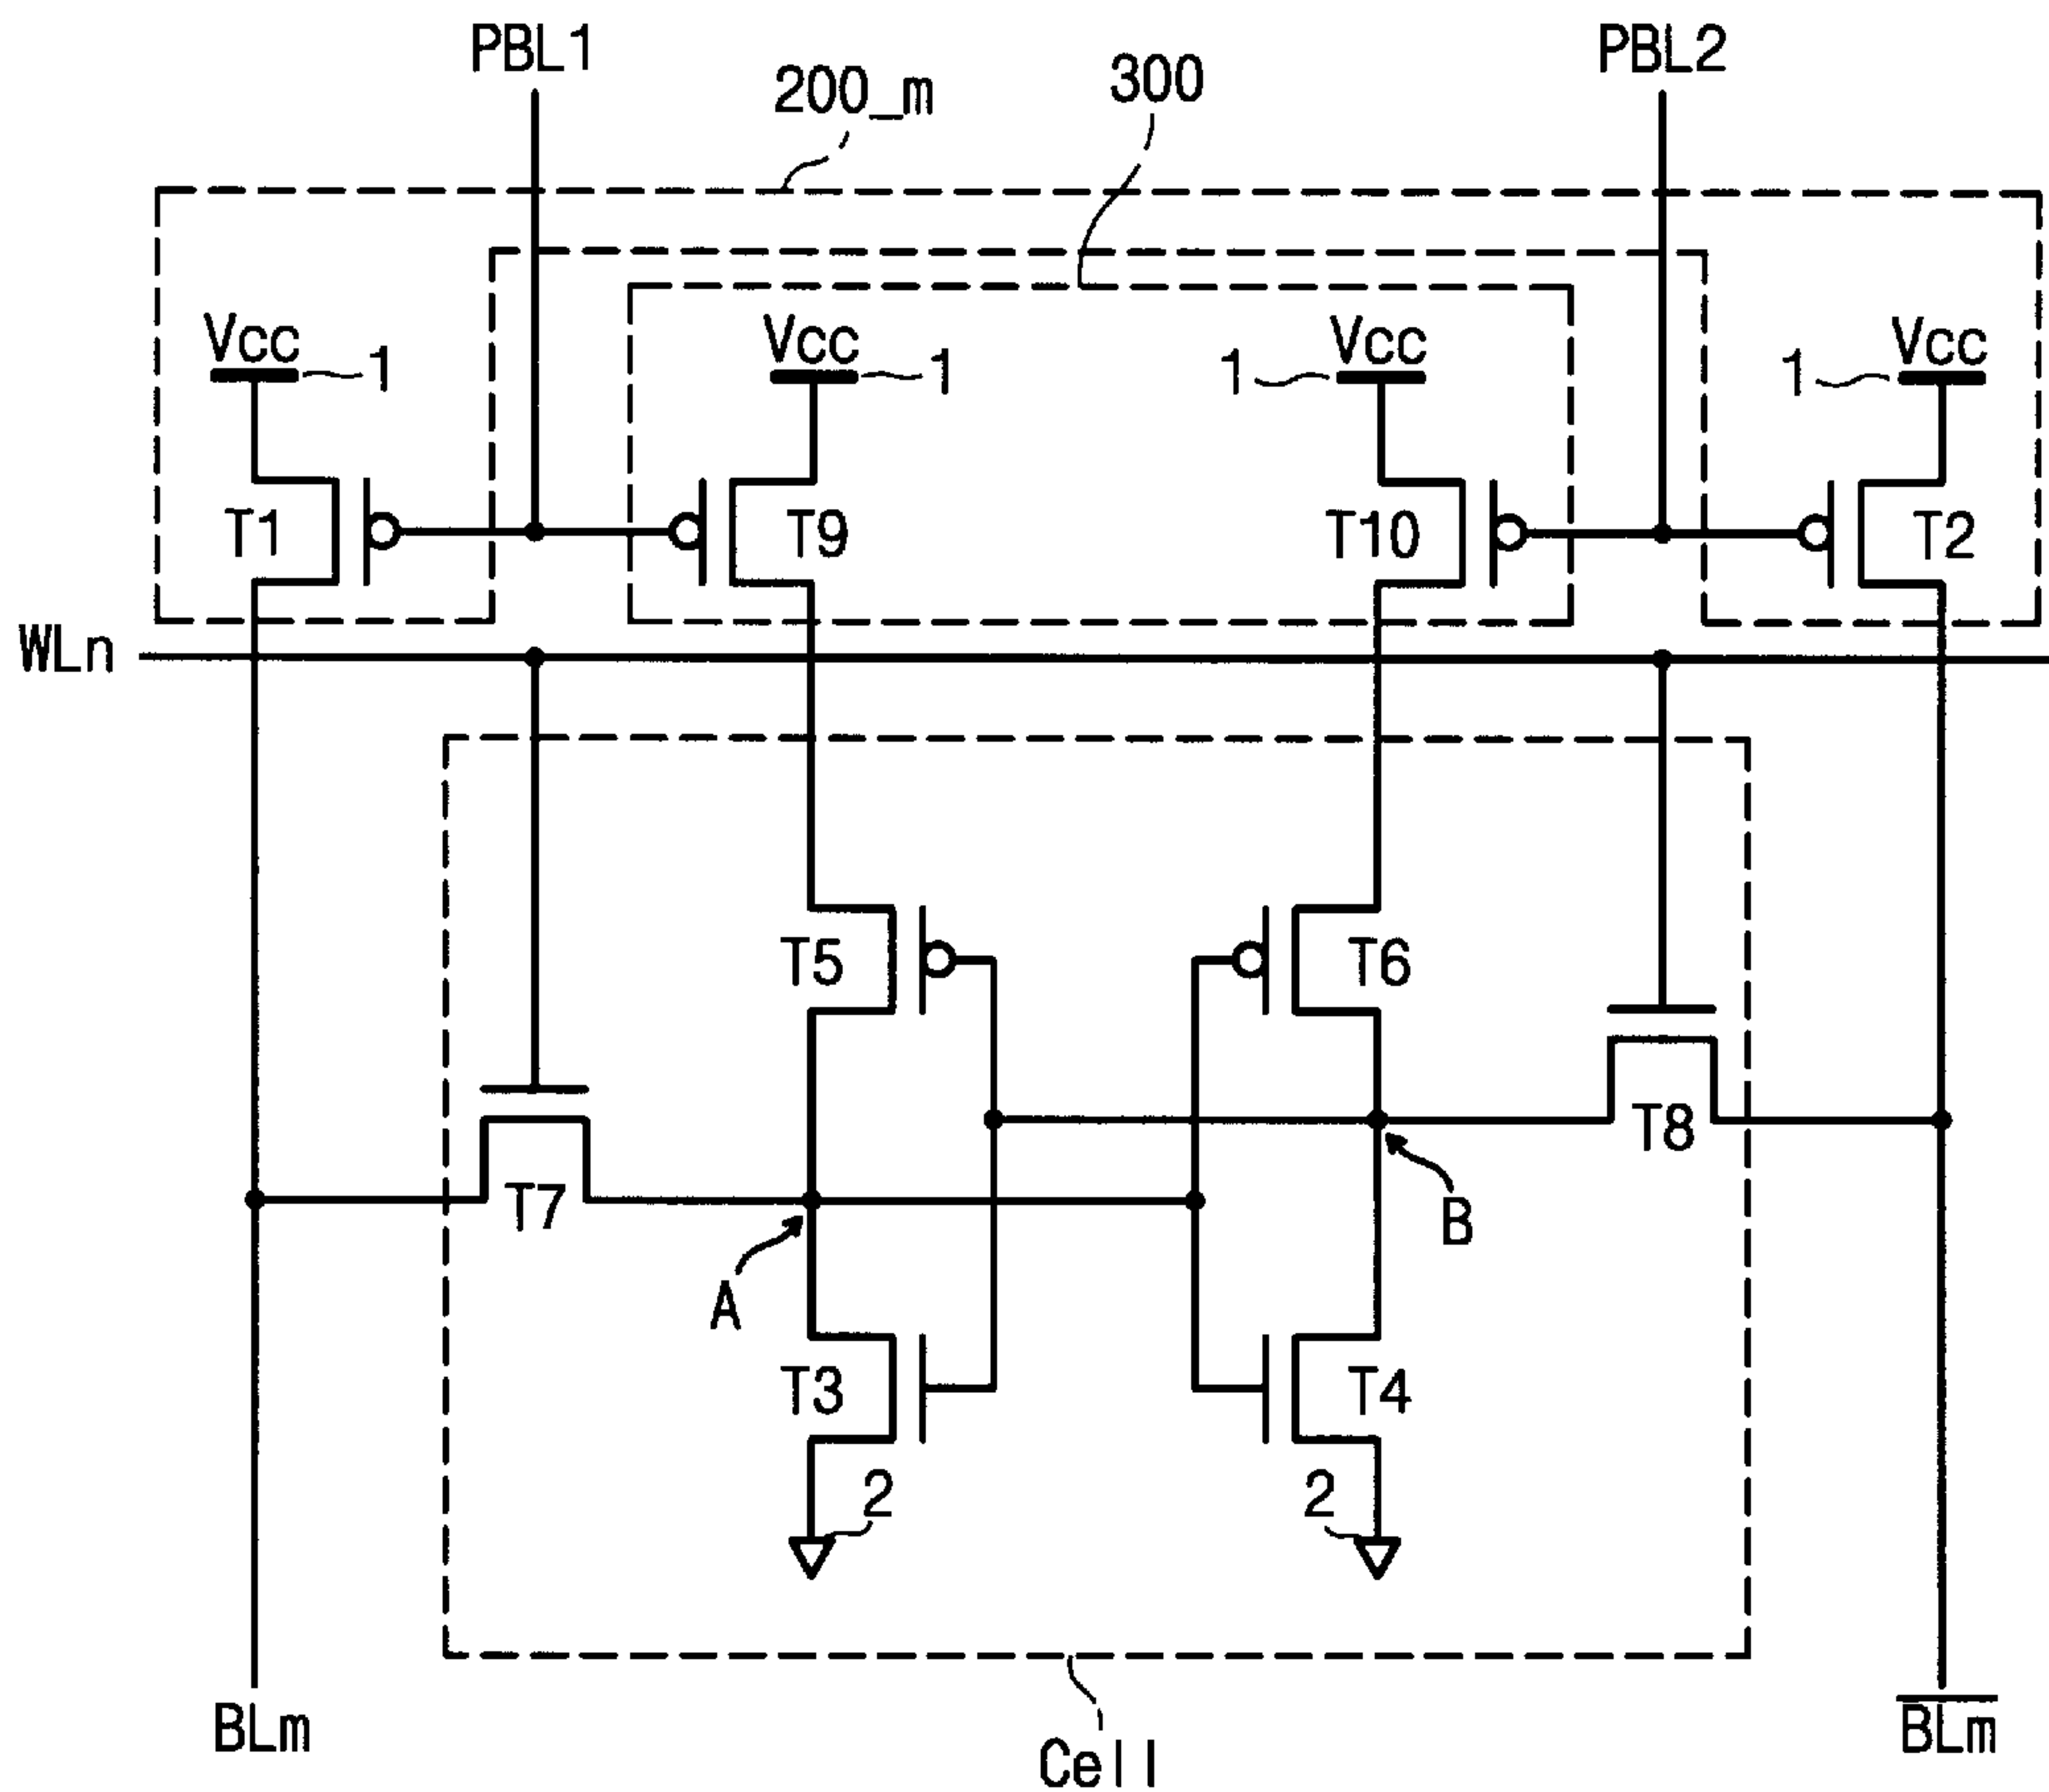 PBL1
PBL2
200_m
300
Vcc
1
Vcc
1
1
Vcc
1
Vcc
T1
T9
T10
T2
WLn
T5
T6
T7
T8
A
B
T3
T4
2
2
BLm
B̅L̅m̅
Cell